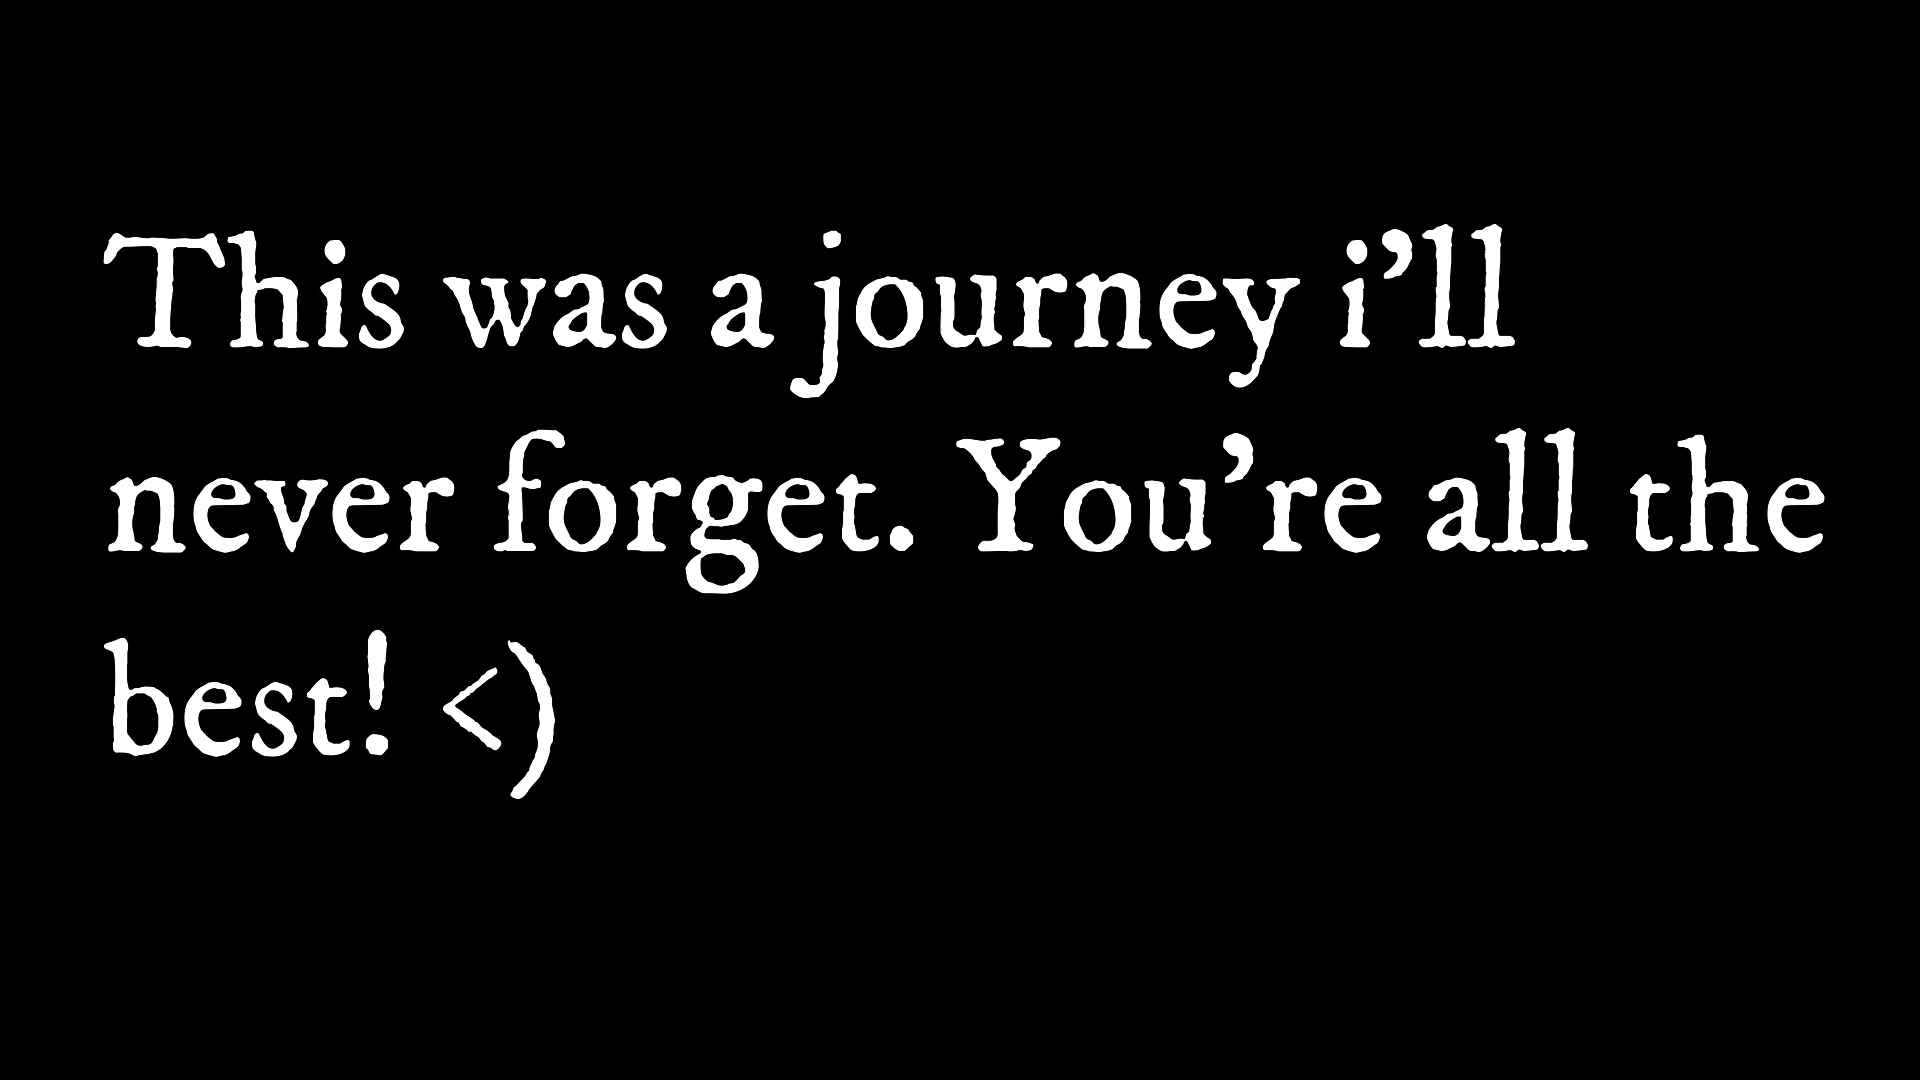 This was a journey i’ll
never forget. You’re all the
best! <)